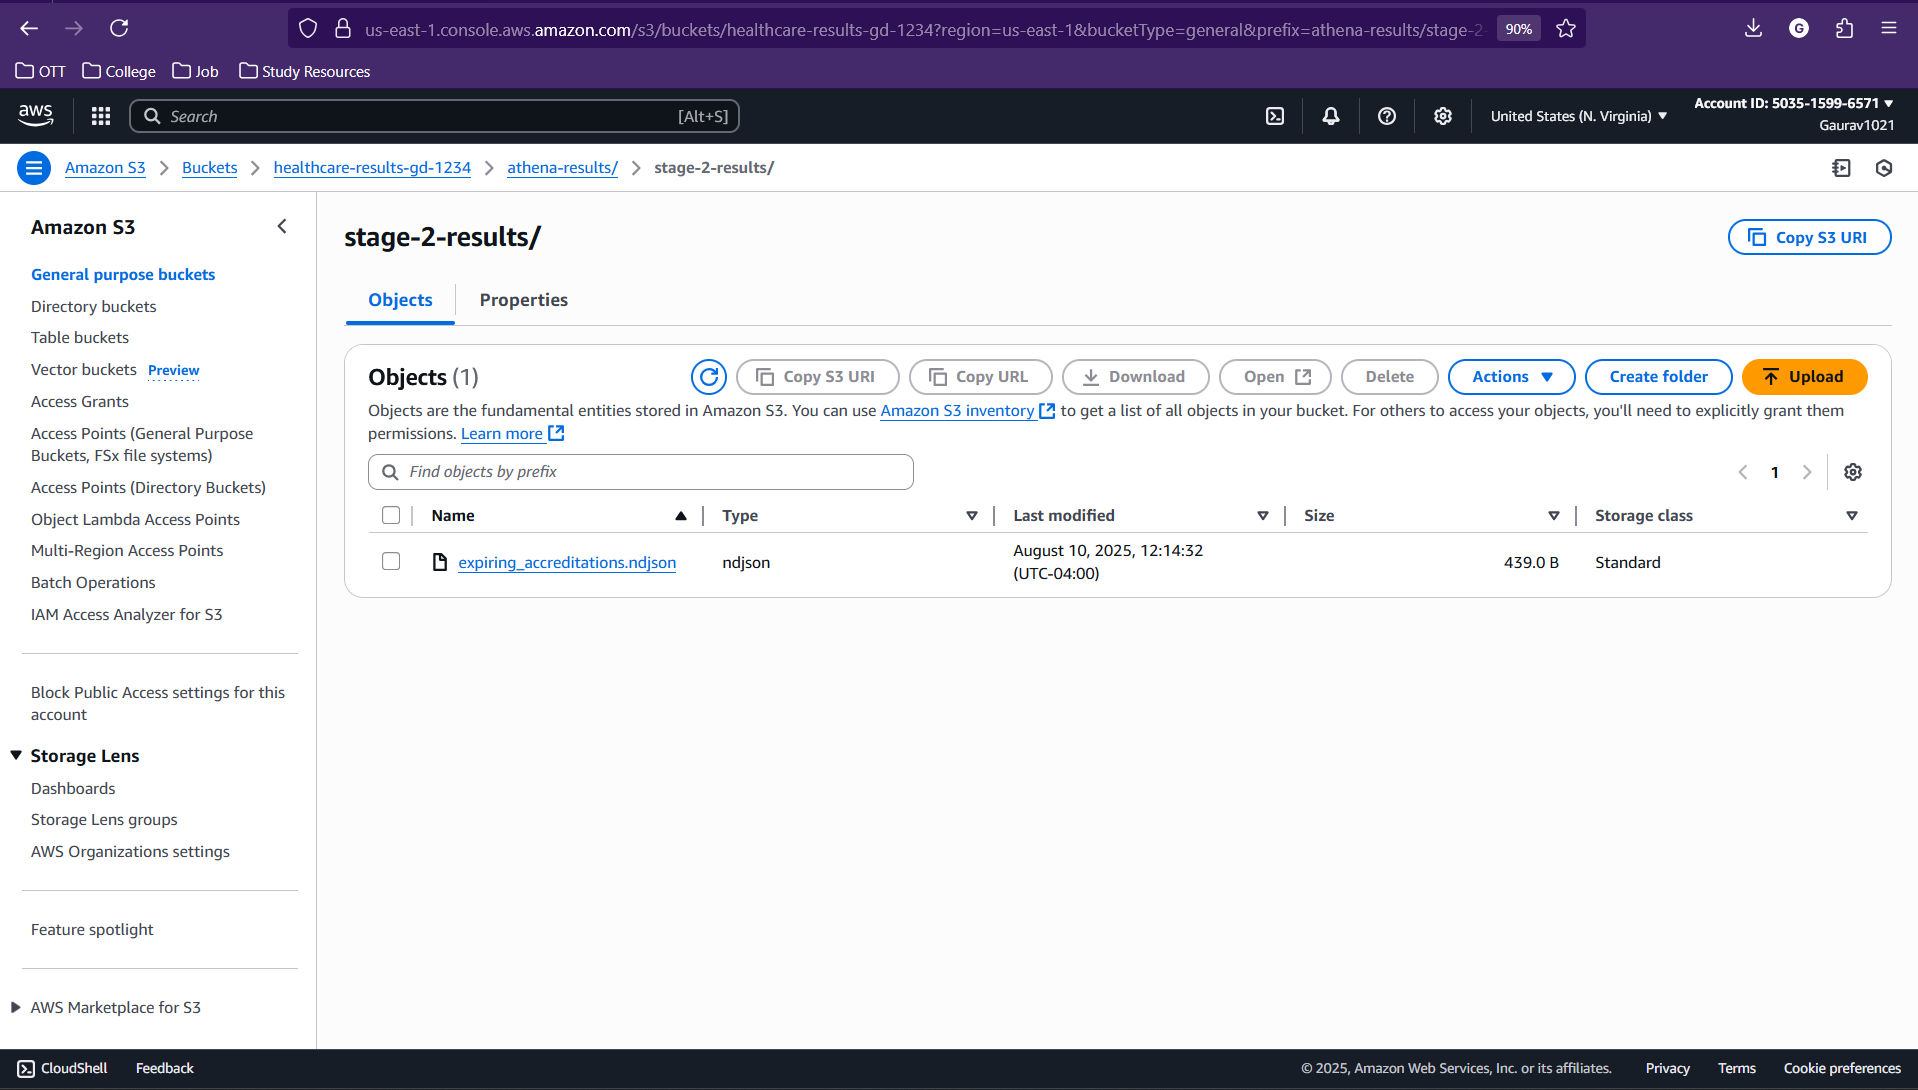 us-east-1.console.aws.amazon.com/s3/buckets/healthcare-results-gd-1234?region=us-east-1&bucketType=general&prefix=athena-results/stage-2-
90%
G
OTT
College
Job
Study Resources
aws
Search
[Alt+S]
United States (N. Virginia)
Account ID: 5035-1599-6571
Gaurav1021
Amazon S3
Buckets
healthcare-results-gd-1234
athena-results/
stage-2-results/
Amazon S3
General purpose buckets
Directory buckets
Table buckets
Vector buckets Preview
Access Grants
Access Points (General Purpose
Buckets, FSx file systems)
Access Points (Directory Buckets)
Object Lambda Access Points
Multi-Region Access Points
Batch Operations
IAM Access Analyzer for S3
Block Public Access settings for this
account
Storage Lens
Dashboards
Storage Lens groups
AWS Organizations settings
Feature spotlight
AWS Marketplace for S3
stage-2-results/
Copy S3 URI
Objects
Properties
Objects (1)
Copy S3 URI
Copy URL
Download
Open
Delete
Actions
Create folder
Upload
Objects are the fundamental entities stored in Amazon S3. You can use Amazon S3 inventory to get a list of all objects in your bucket. For others to access your objects, you'll need to explicitly grant them
permissions. Learn more
Find objects by prefix
1
Name
Type
Last modified
Size
Storage class
expiring_accreditations.ndjson
ndjson
August 10, 2025, 12:14:32
(UTC-04:00)
439.0 B
Standard
CloudShell
Feedback
© 2025, Amazon Web Services, Inc. or its affiliates.
Privacy
Terms
Cookie preferences